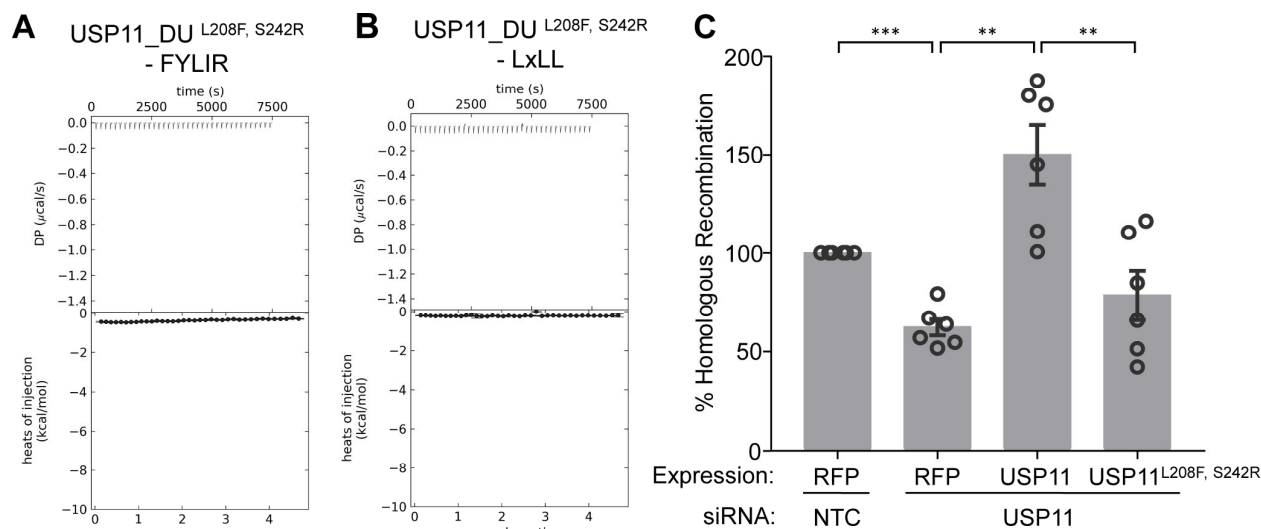 A
USP11_DU L208F, S242R
- FYLIR
time (s)
0 2500 5000 7500
0.0
−0.2
−0.4
−0.6
−0.8
−1.0
−1.2
−1.4
DP (µcal/s)
0
−2
−4
−6
−8
−10
heats of injection
(kcal/mol)
0 1 2 3 4
B
USP11_DU L208F, S242R
- LxLL
time (s)
0 2500 5000 7500
0.0
−0.2
−0.4
−0.6
−0.8
−1.0
−1.2
−1.4
DP (µcal/s)
0
−2
−4
−6
−8
−10
heats of injection
(kcal/mol)
0 1 2 3 4
C
*** ** **
200
150
100
50
0
% Homologous Recombination
Expression: RFP RFP USP11 USP11 L208F, S242R
siRNA: NTC USP11